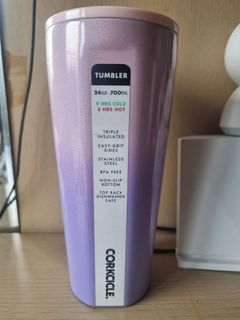 TUMBLER
24OZ-700ML
9 HRS COLD
3 HRS HOT
TRIPLE
INSULATED
EASY-GRIP
SIDES
STAINLESS
STEEL
BPA FREE
NON-SLIP
BOTTOM
TOP RACK
DISHWASHER
SAFE
CORKCICLE.